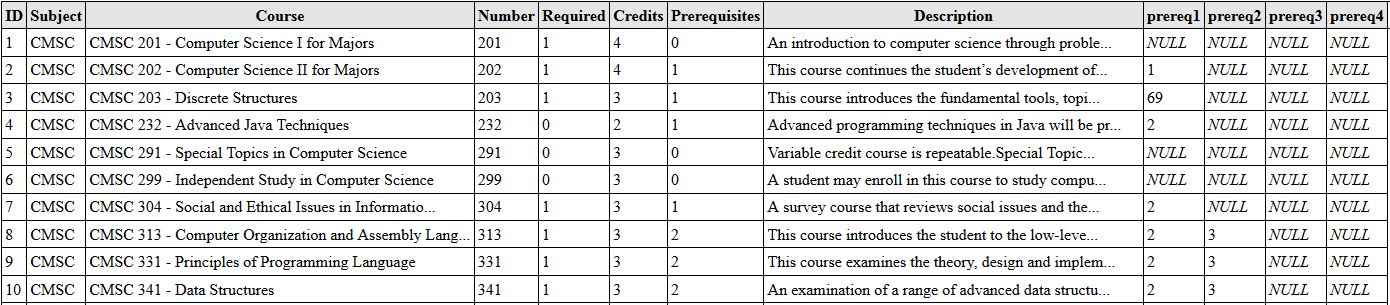 ID Subject Course Number Required Credits Prerequisites Description prereq1 prereq2 prereq3 prereq4
1 CMSC CMSC 201 - Computer Science I for Majors 201 1 4 0 An introduction to computer science through proble... NULL NULL NULL NULL
2 CMSC CMSC 202 - Computer Science II for Majors 202 1 4 1 This course continues the student’s development of... 1 NULL NULL NULL
3 CMSC CMSC 203 - Discrete Structures 203 1 3 1 This course introduces the fundamental tools, topi... 69 NULL NULL NULL
4 CMSC CMSC 232 - Advanced Java Techniques 232 0 2 1 Advanced programming techniques in Java will be pr... 2 NULL NULL NULL
5 CMSC CMSC 291 - Special Topics in Computer Science 291 0 3 0 Variable credit course is repeatable.Special Topic... NULL NULL NULL NULL
6 CMSC CMSC 299 - Independent Study in Computer Science 299 0 3 0 A student may enroll in this course to study compu... NULL NULL NULL NULL
7 CMSC CMSC 304 - Social and Ethical Issues in Informatio... 304 1 3 1 A survey course that reviews social issues and the... 2 NULL NULL NULL
8 CMSC CMSC 313 - Computer Organization and Assembly Lang... 313 1 3 2 This course introduces the student to the low-leve... 2 3 NULL NULL
9 CMSC CMSC 331 - Principles of Programming Language 331 1 3 2 This course examines the theory, design and implem... 2 3 NULL NULL
10 CMSC CMSC 341 - Data Structures 341 1 3 2 An examination of a range of advanced data structu... 2 3 NULL NULL